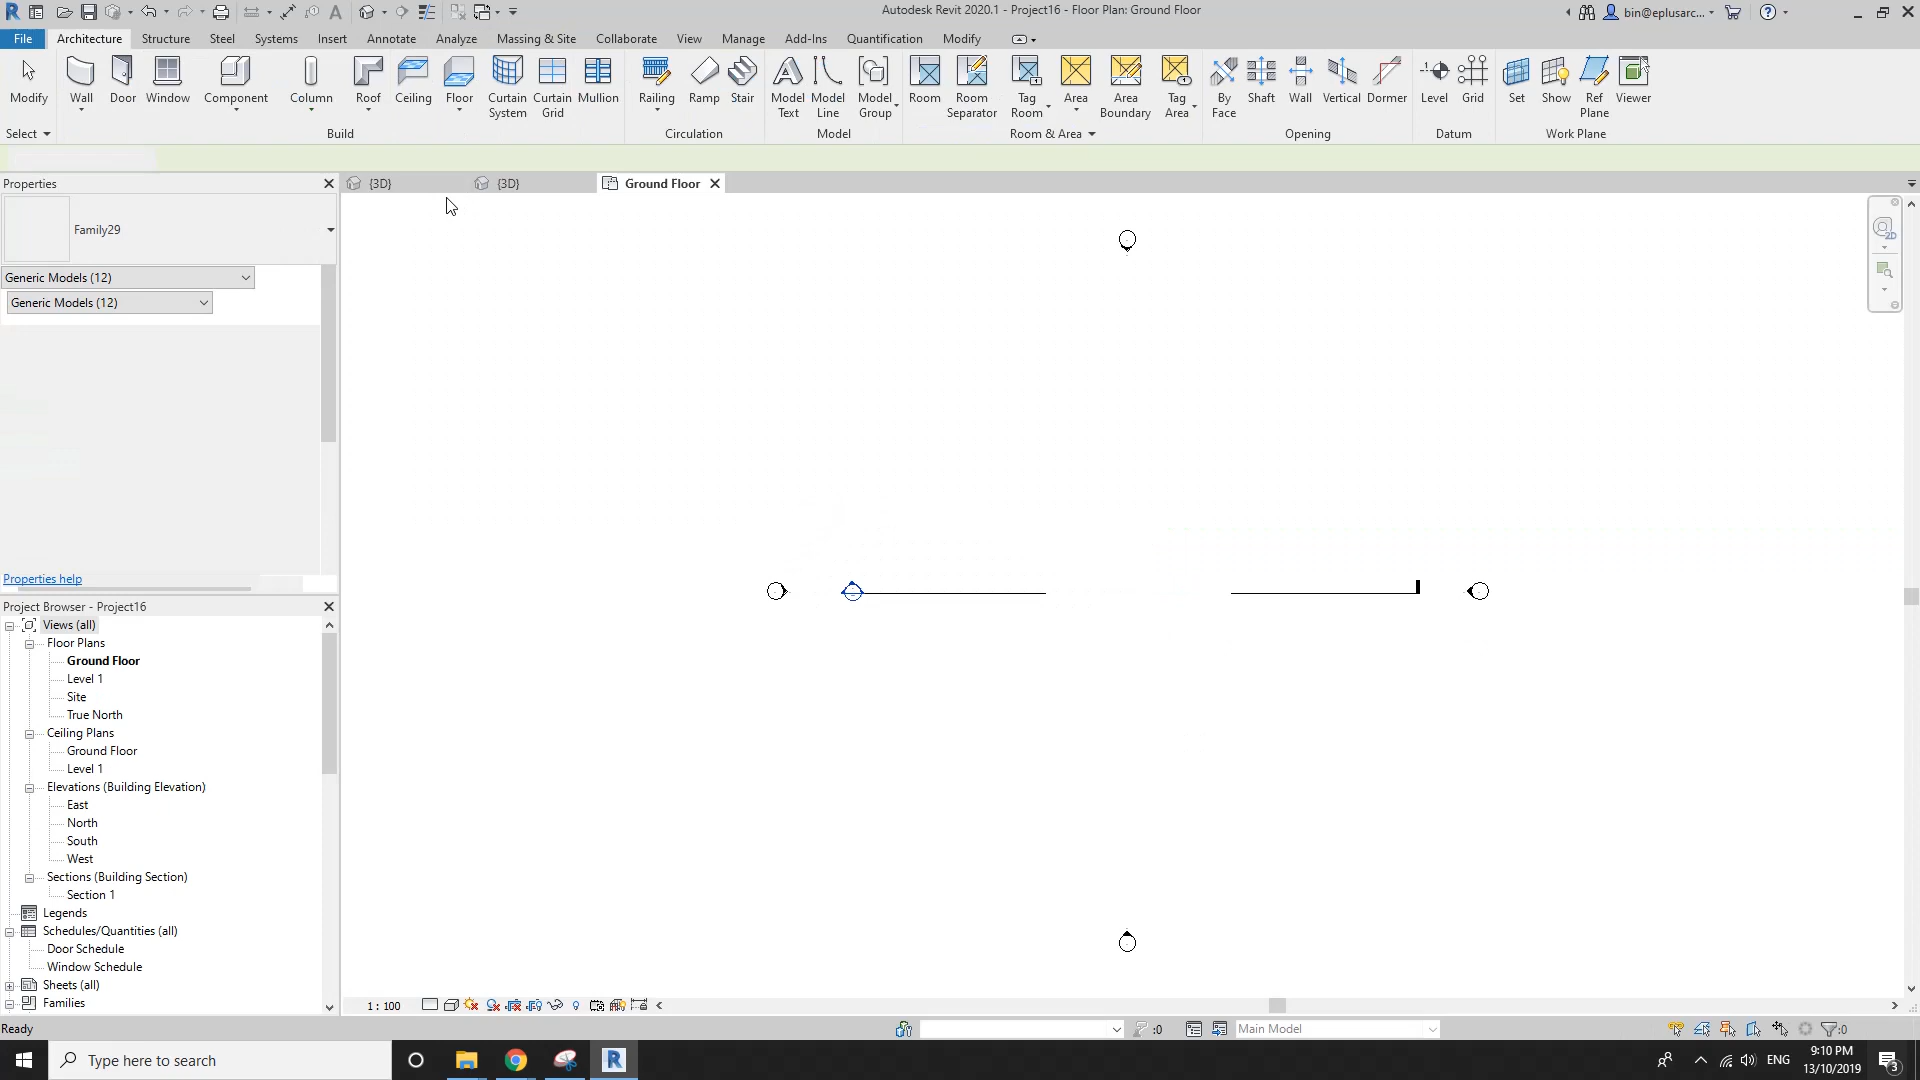 Autodesk Revit 2020.1 - Project16 - Floor Plan: Ground Floor
bin@eplusarc...
File Architecture Structure Steel Systems Insert Annotate Analyze Massing & Site Collaborate View Manage Add-Ins Quantification Modify
Modify Wall Door Window Component Column Roof Ceiling Floor Curtain System Curtain Grid Mullion Railing Ramp Stair Model Text Model Line Model Group Room Room Separator Tag Room Area Area Boundary Tag Area By Face Shaft Wall Vertical Dormer Level Grid Set Show Ref Plane Viewer
Select Build Circulation Model Room & Area Opening Datum Work Plane
Properties
{3D} {3D} Ground Floor
Family29
Generic Models (12)
Generic Models (12)
2D
Properties help
Project Browser - Project16
Views (all)
Floor Plans
Ground Floor
Level 1
Site
True North
Ceiling Plans
Ground Floor
Level 1
Elevations (Building Elevation)
East
North
South
West
Sections (Building Section)
Section 1
Legends
Schedules/Quantities (all)
Door Schedule
Window Schedule
Sheets (all)
Families
1 : 100
Ready :0 Main Model :0
Type here to search
ENG
9:10 PM
13/10/2019
3